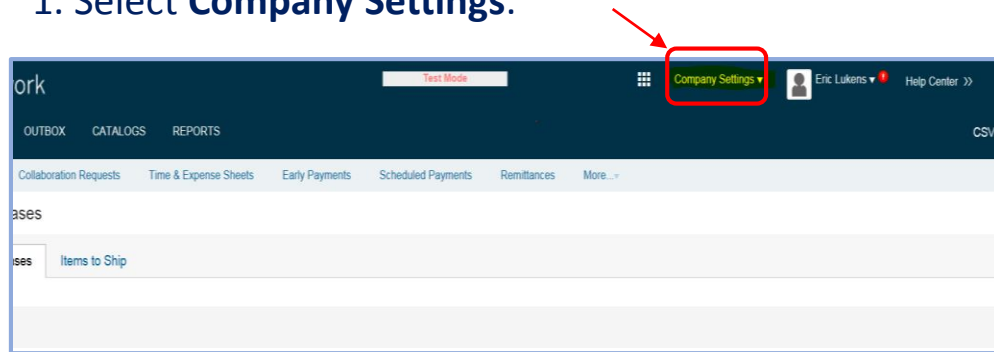 1. Select Company Settings.
ork Test Mode Company Settings ▾ Eric Lukens ▾ ! Help Center >>
OUTBOX CATALOGS REPORTS CSV
Collaboration Requests Time & Expense Sheets Early Payments Scheduled Payments Remittances More...
ases
ses Items to Ship